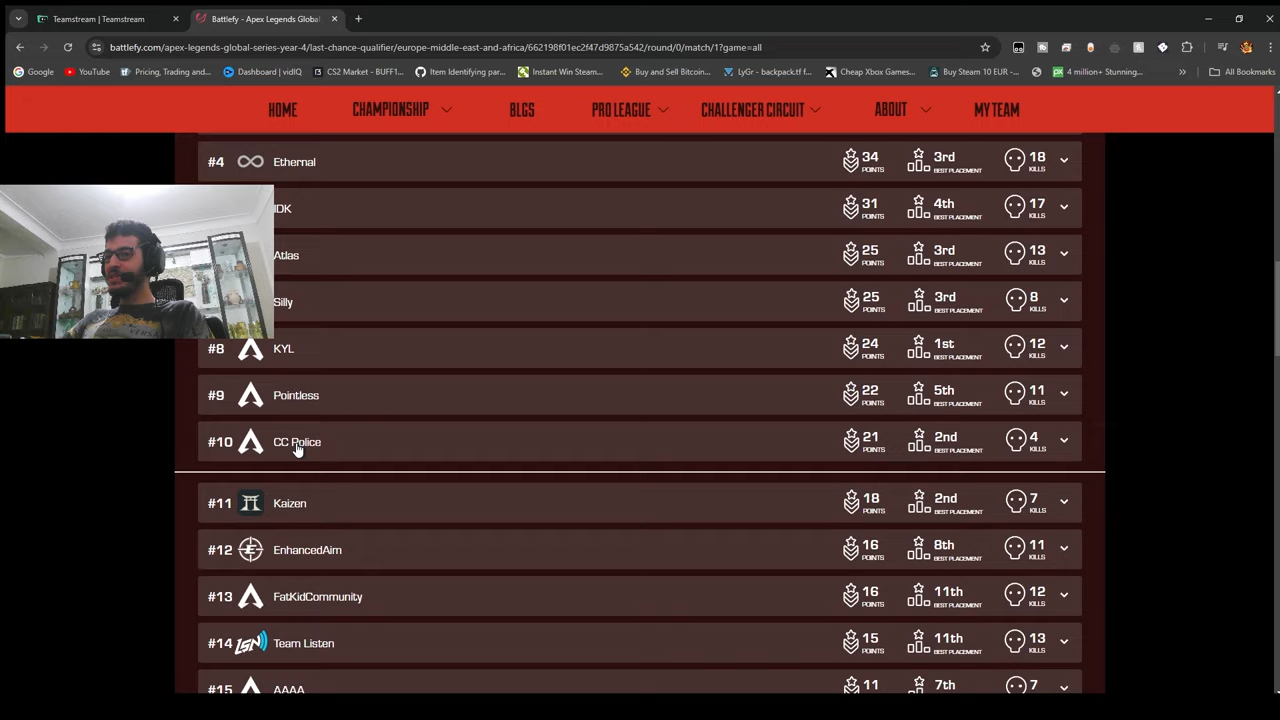 Teamstream | Teamstream
Battlefy - Apex Legends Global
battlefy.com/apex-legends-global-series-year-4/last-chance-qualifier/europe-middle-east-and-africa/662198f01ec2f47d9875a542/round/0/match/1?game=all
Google YouTube Pricing, Trading and... Dashboard | vidIQ CS2 Market - BUFF1... Item Identifying par... Instant Win Steam... Buy and Sell Bitcoin... LyGr - backpack.tf f... Cheap Xbox Games... Buy Steam 10 EUR -... 4 million+ Stunning... » All Bookmarks
HOME CHAMPIONSHIP BLGS PRO LEAGUE CHALLENGER CIRCUIT ABOUT MY TEAM
#4 Ethernal 34 POINTS 3rd BEST PLACEMENT 18 KILLS
IDK 31 POINTS 4th BEST PLACEMENT 17 KILLS
Atlas 25 POINTS 3rd BEST PLACEMENT 13 KILLS
Silly 25 POINTS 3rd BEST PLACEMENT 8 KILLS
#8 KYL 24 POINTS 1st BEST PLACEMENT 12 KILLS
#9 Pointless 22 POINTS 5th BEST PLACEMENT 11 KILLS
#10 CC Police 21 POINTS 2nd BEST PLACEMENT 4 KILLS
#11 Kaizen 18 POINTS 2nd BEST PLACEMENT 7 KILLS
#12 EnhancedAim 16 POINTS 8th BEST PLACEMENT 11 KILLS
#13 FatKidCommunity 16 POINTS 11th BEST PLACEMENT 12 KILLS
#14 LSN Team Listen 15 POINTS 11th BEST PLACEMENT 13 KILLS
#15 AAAA 11 POINTS 7th BEST PLACEMENT 7 KILLS